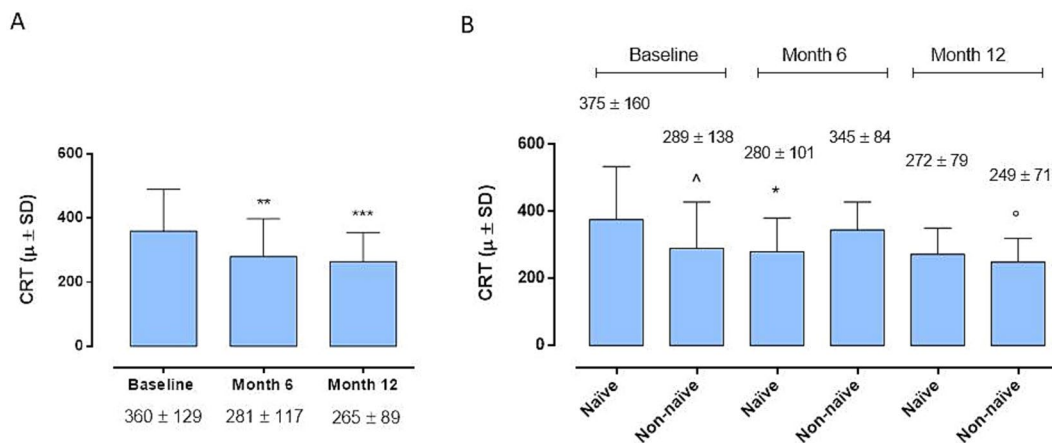 A
CRT (µ ± SD)
600
400
200
0
** ***
Baseline Month 6 Month 12
360 ± 129 281 ± 117 265 ± 89
B
Baseline Month 6 Month 12
375 ± 160
289 ± 138
280 ± 101
345 ± 84
272 ± 79
249 ± 71
CRT (µ ± SD)
600
400
200
0
^ * °
Naïve Non-naïve Naïve Non-naïve Naïve Non-naïve